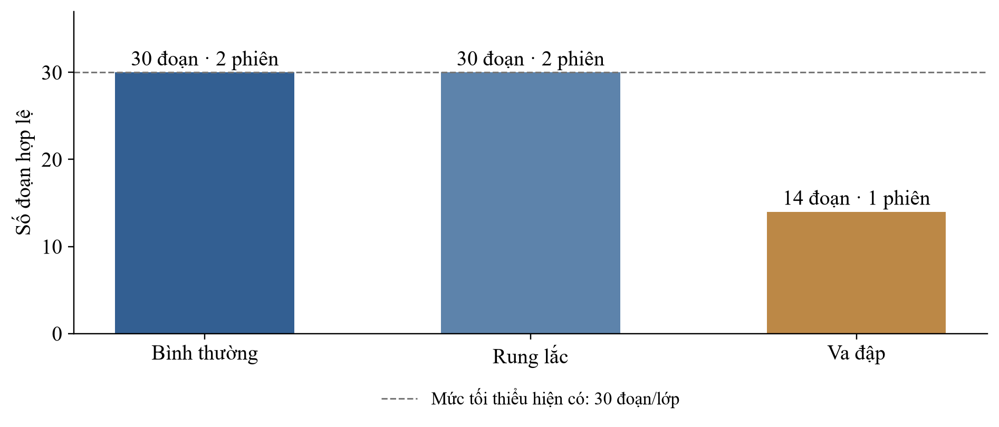 30 đoạn · 2 phiên
30 đoạn · 2 phiên
14 đoạn · 1 phiên
Số đoạn hợp lệ
30
20
10
0
Bình thường
Rung lắc
Va đập
Mức tối thiểu hiện có: 30 đoạn/lớp